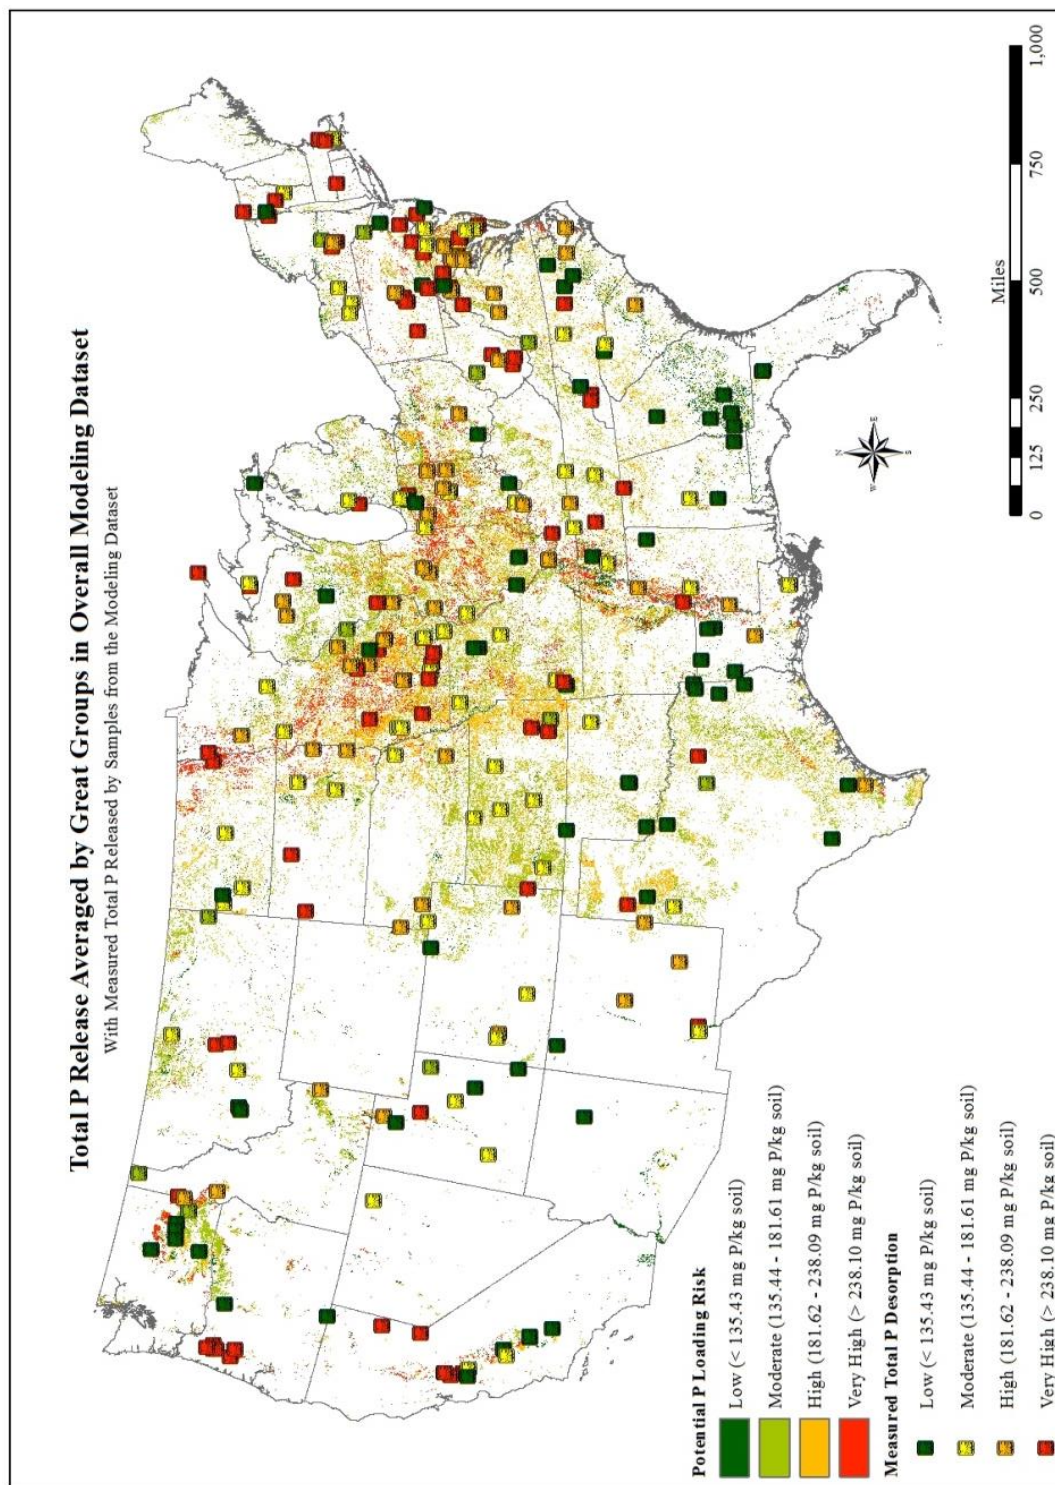 Total P Release Averaged by Great Groups in Overall Modeling Dataset
With Measured Total P Released by Samples from the Modeling Dataset
N
W
E
S
Miles
0
125
250
500
750
1,000
Potential P Loading Risk
Low (< 135.43 mg P/kg soil)
Moderate (135.44 - 181.61 mg P/kg soil)
High (181.62 - 238.09 mg P/kg soil)
Very High (> 238.10 mg P/kg soil)
Measured Total P Desorption
Low (< 135.43 mg P/kg soil)
Moderate (135.44 - 181.61 mg P/kg soil)
High (181.62 - 238.09 mg P/kg soil)
Very High (> 238.10 mg P/kg soil)